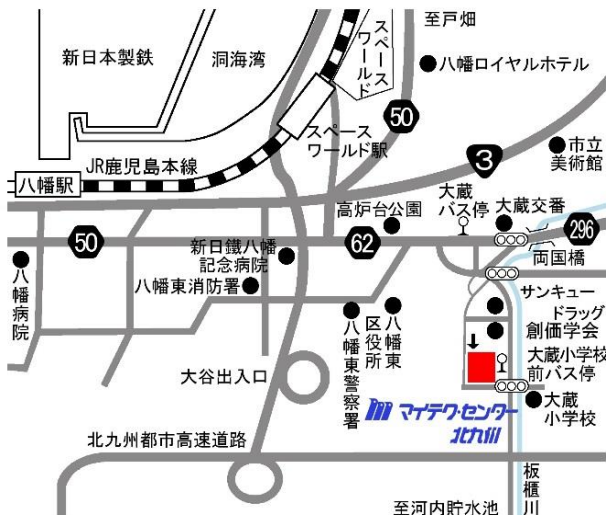 至戸畑
新日本製鉄
洞海湾
スペース
ワールド
八幡ロイヤルホテル
50
スペース
ワールド駅
3
市立
美術館
JR鹿児島本線
八幡駅
大蔵
バス停
大蔵交番
高炉台公園
296
50
62
両国橋
新日鐵八幡
記念病院
八幡病院
八幡東消防署
サンキュー
ドラッグ
創価学会
八幡東警察署
八幡東
区役所
大蔵小学校
前バス停
大谷出入口
マイテク・センター
北九州
大蔵
小学校
北九州都市高速道路
板櫃川
至河内貯水池